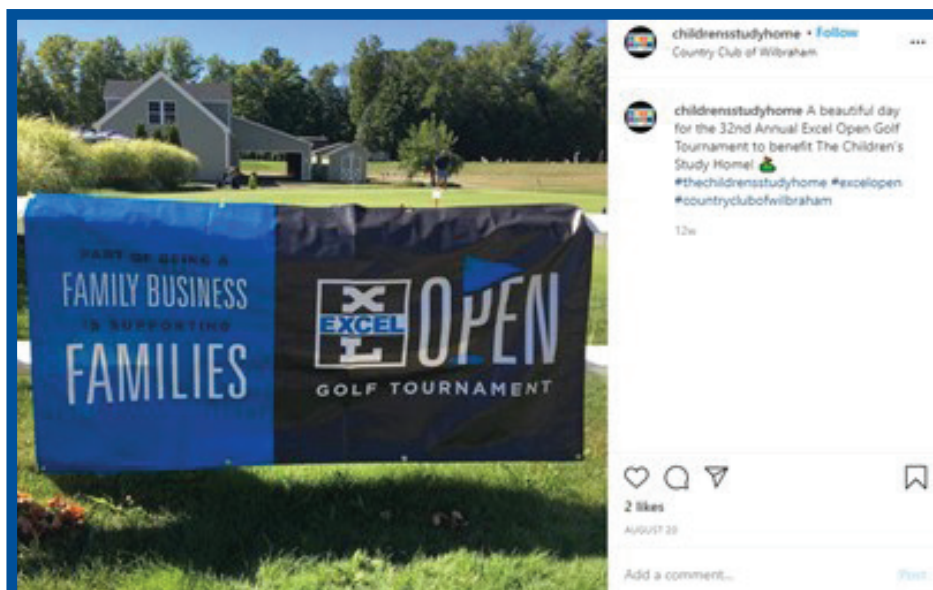 PART OF BEING A
FAMILY BUSINESS
IS SUPPORTING
FAMILIES
X
EXCEL
L
OPEN
GOLF TOURNAMENT
childrensstudyhome • Follow
Country Club of Wilbraham
childrensstudyhome A beautiful day
for the 32nd Annual Excel Open Golf
Tournament to benefit The Children's
Study Home! ⛳
#thechildrensstudyhome #excelopen
#countryclubofwilbraham
12w
2 likes
AUGUST 20
Add a comment...
Post